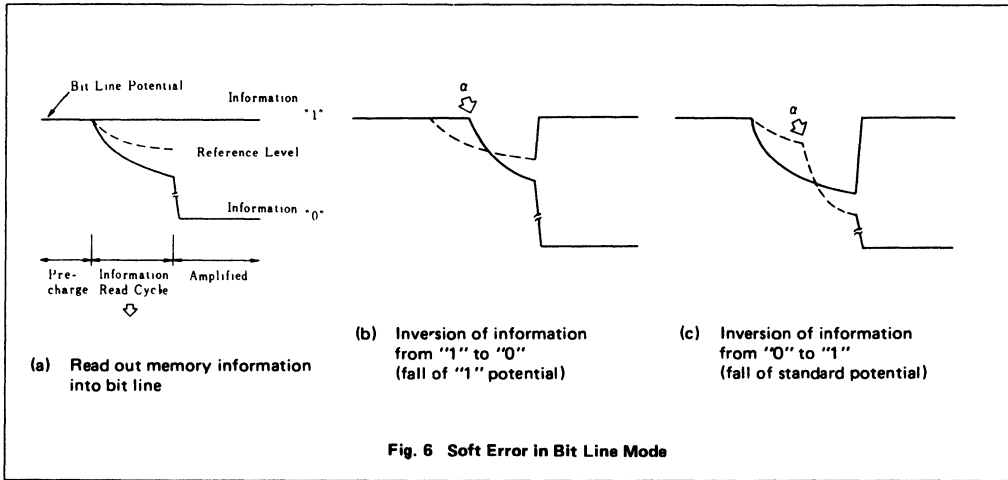 Bit Line Potential
Information "1"
Reference Level
Information "0"
Pre-
charge
Information
Read Cycle
Amplified
(a) Read out memory information
into bit line
α
(b) Inversion of information
from "1" to "0"
(fall of "1" potential)
α
(c) Inversion of information
from "0" to "1"
(fall of standard potential)
Fig. 6 Soft Error in Bit Line Mode